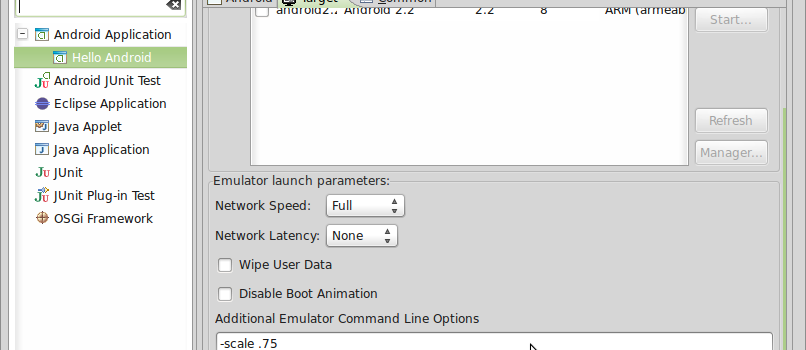 Android Target Common
android2.2 Android 2.2 2.2 8 ARM (armeab
Start...
Android Application
Hello Android
Android JUnit Test
Eclipse Application
Java Applet
Java Application
JUnit
JUnit Plug-in Test
OSGi Framework
Refresh
Manager...
Emulator launch parameters:
Network Speed: Full
Network Latency: None
Wipe User Data
Disable Boot Animation
Additional Emulator Command Line Options
-scale .75